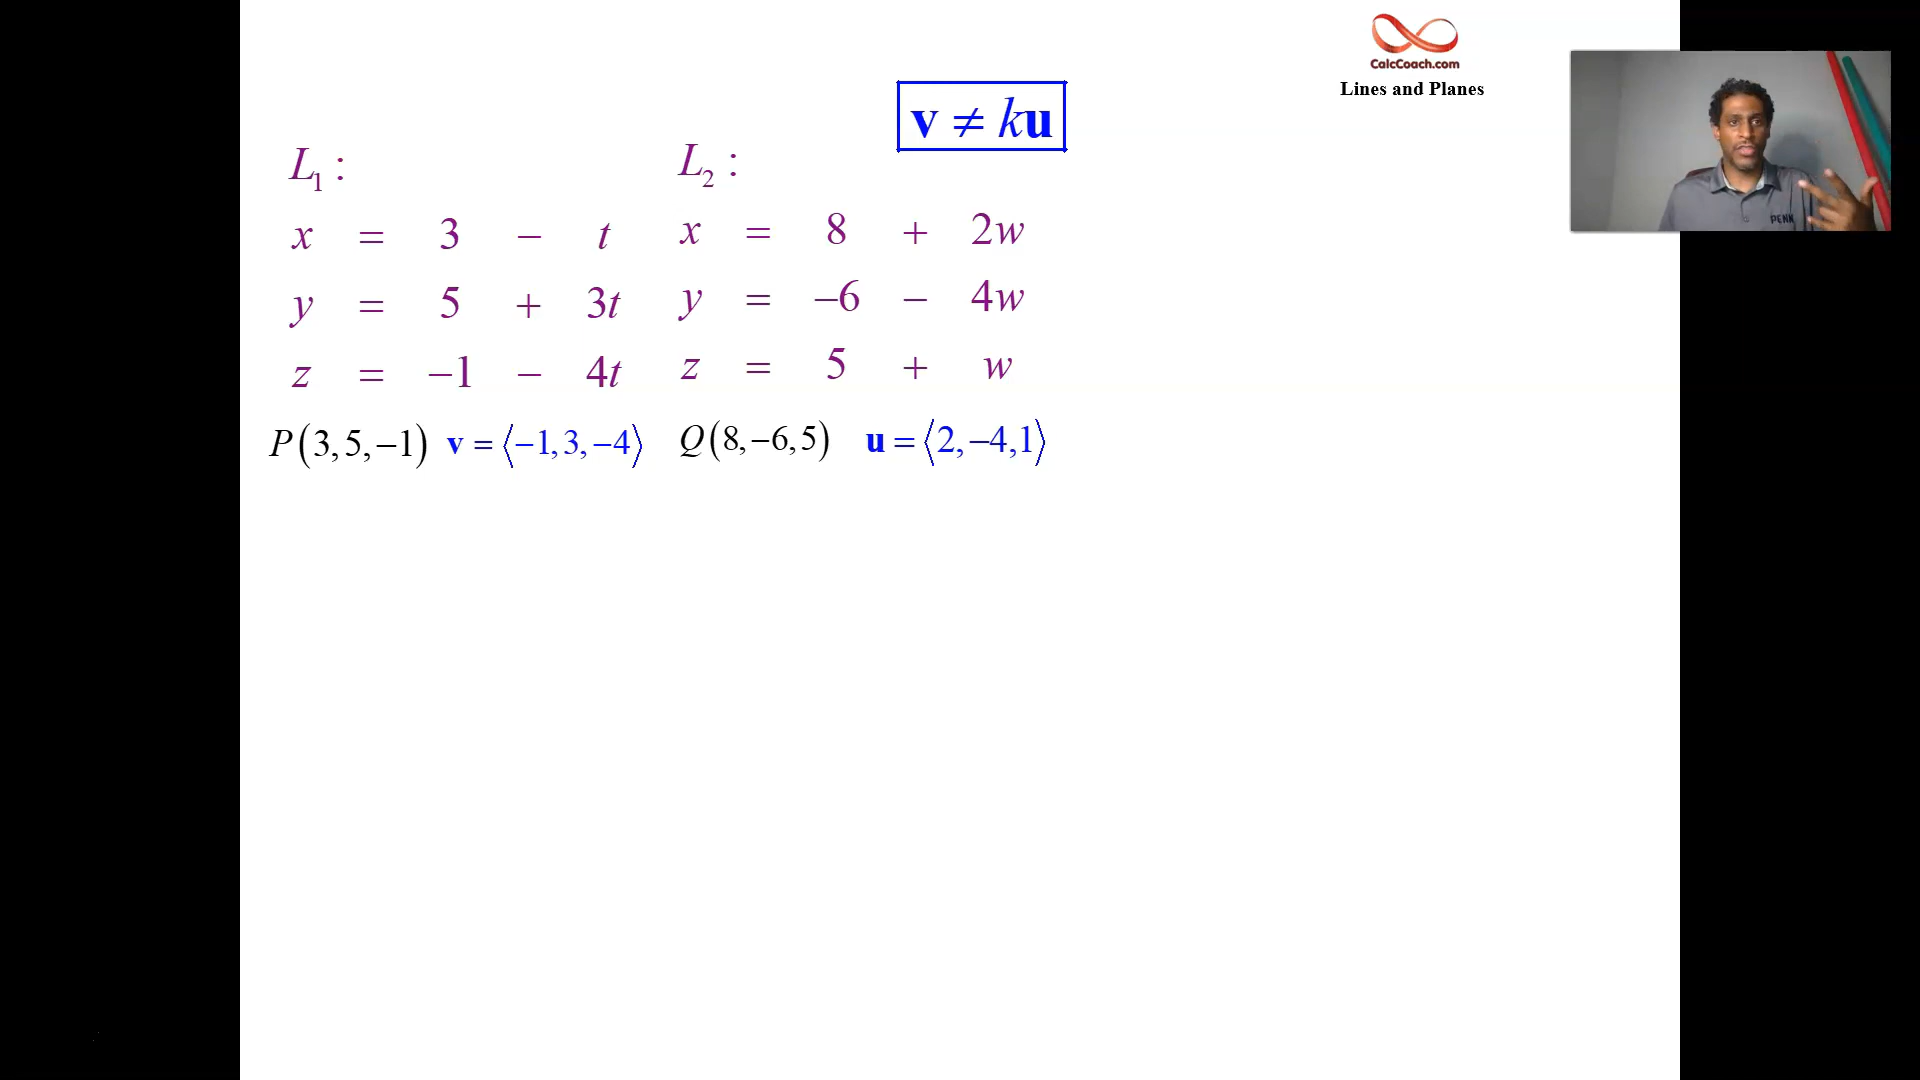 CalcCoach.com
Lines and Planes
v ≠ ku
L₁ :
x = 3 − t
y = 5 + 3t
z = −1 − 4t
P(3,5,−1) v = ⟨−1,3,−4⟩
L₂ :
x = 8 + 2w
y = −6 − 4w
z = 5 + w
Q(8,−6,5) u = ⟨2,−4,1⟩
PENN